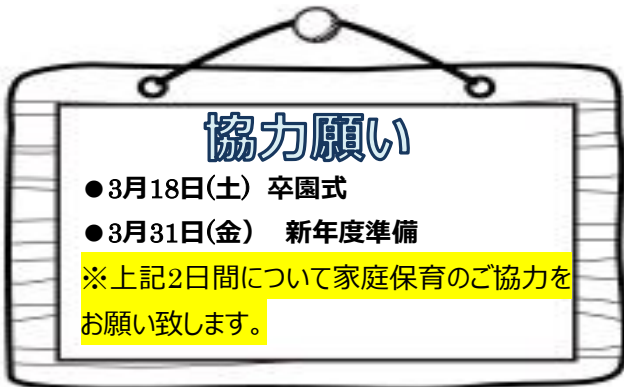 協力願い
●3月18日(土) 卒園式
●3月31日(金） 新年度準備
※上記2日間について家庭保育のご協力を
お願い致します。